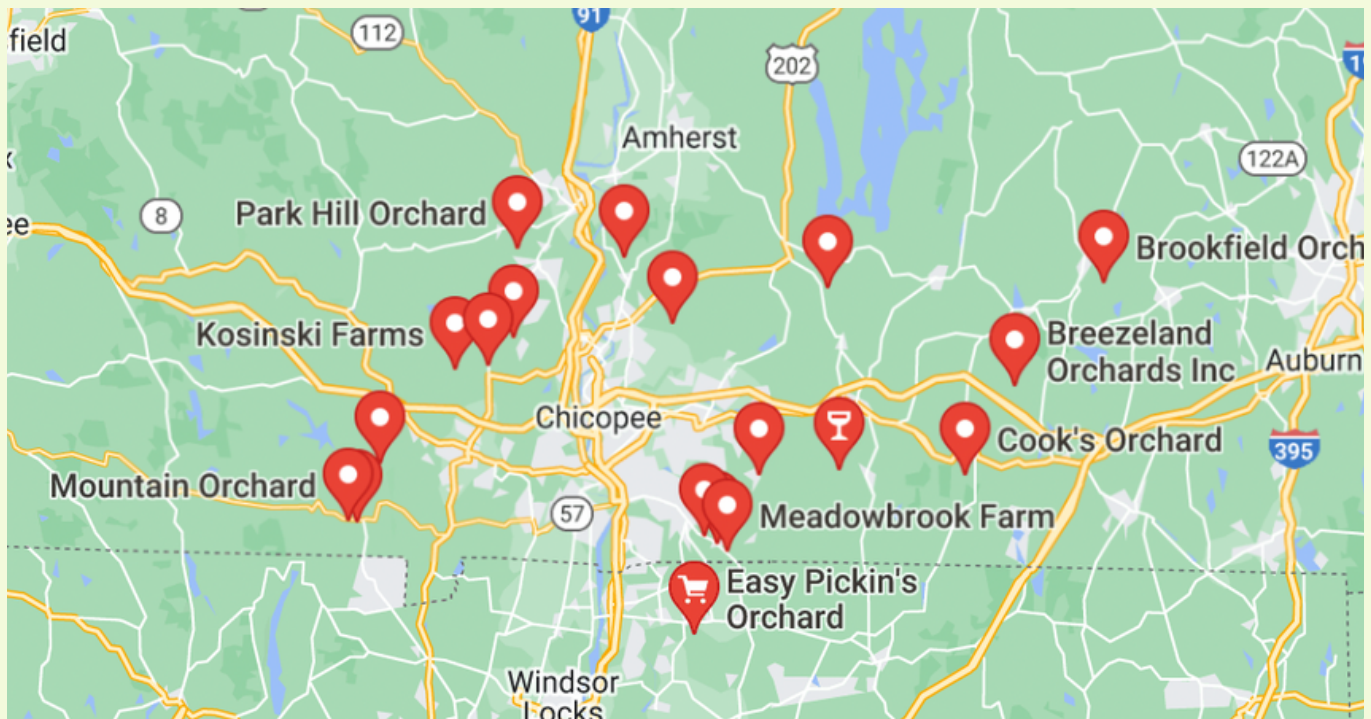 91
112
field
202
Amherst
122A
8
Park Hill Orchard
ee
Brookfield Orch
Kosinski Farms
Breezeland
Orchards Inc
Auburn
Chicopee
Cook's Orchard
395
Mountain Orchard
57
Meadowbrook Farm
Easy Pickin's
Orchard
Windsor
Locks